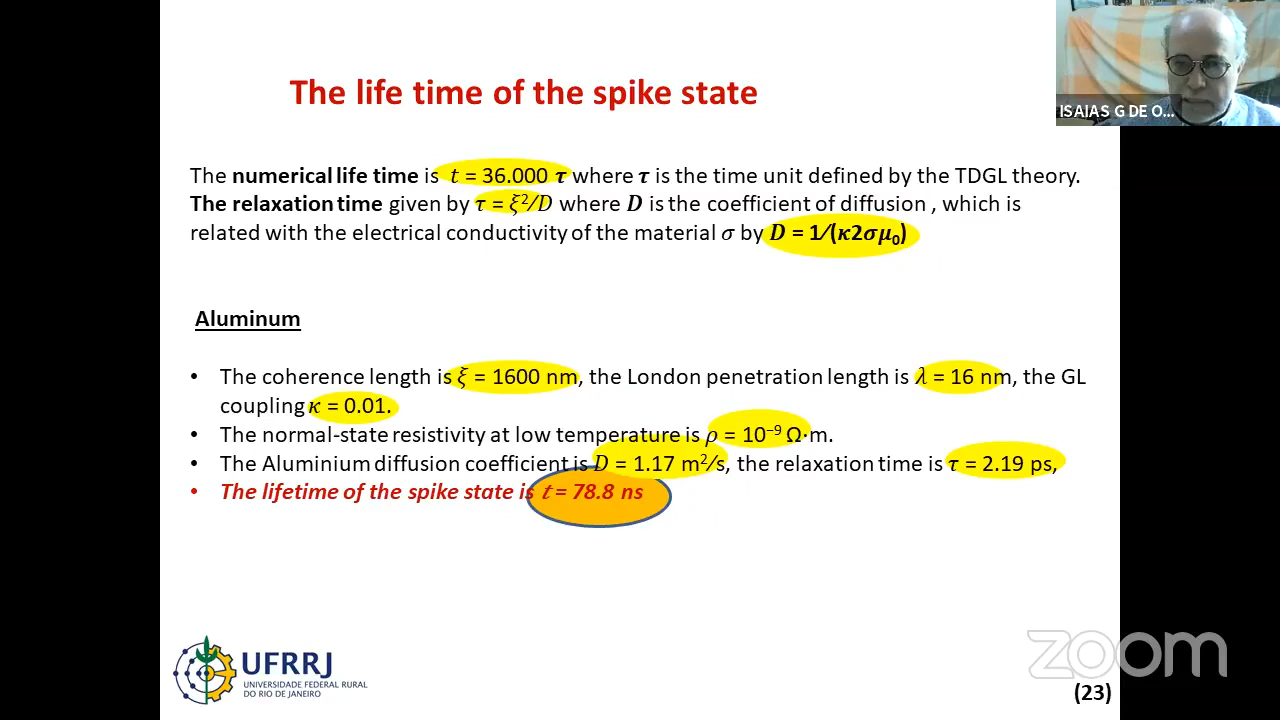 The life time of the spike state
ISAIAS G DE O...
The numerical life time is t = 36.000 τ where τ is the time unit defined by the TDGL theory.
The relaxation time given by τ = ξ²/D where D is the coefficient of diffusion , which is
related with the electrical conductivity of the material σ by D = 1/(κ2σμ₀)
Aluminum
• The coherence length is ξ = 1600 nm, the London penetration length is λ = 16 nm, the GL
coupling κ = 0.01.
• The normal-state resistivity at low temperature is ρ = 10⁻⁹ Ω·m.
• The Aluminium diffusion coefficient is D = 1.17 m²/s, the relaxation time is τ = 2.19 ps,
• The lifetime of the spike state is t = 78.8 ns
UFRRJ
UNIVERSIDADE FEDERAL RURAL
DO RIO DE JANEIRO
zoom
(23)